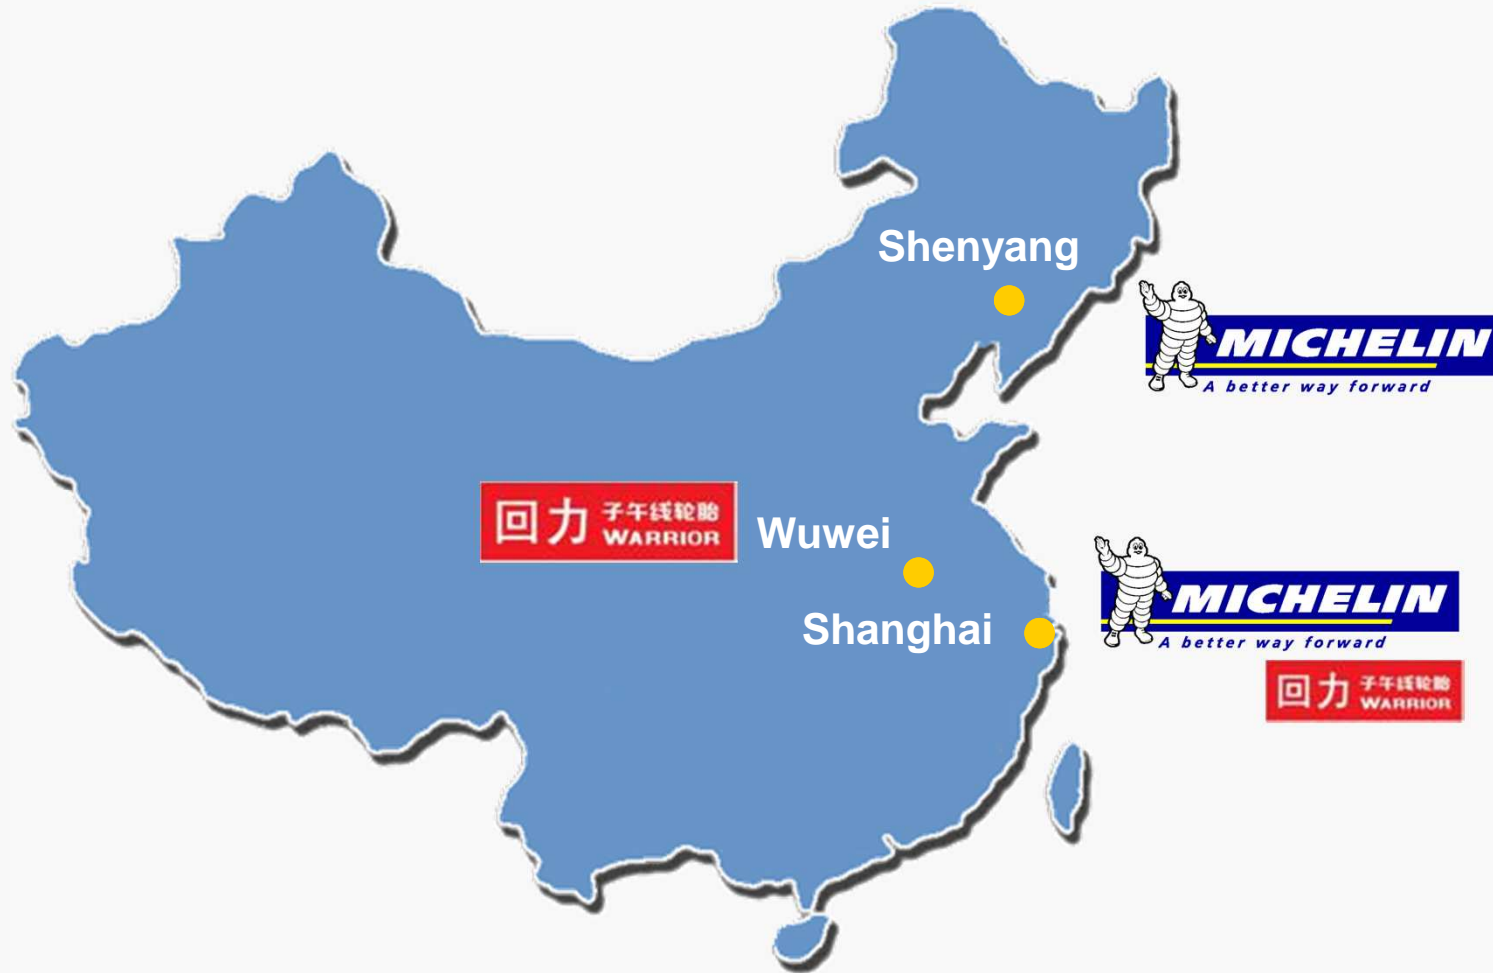 Shenyang
MICHELIN
A better way forward
回力 子午线轮胎
WARRIOR
Wuwei
Shanghai
MICHELIN
A better way forward
回力 子午线轮胎
WARRIOR